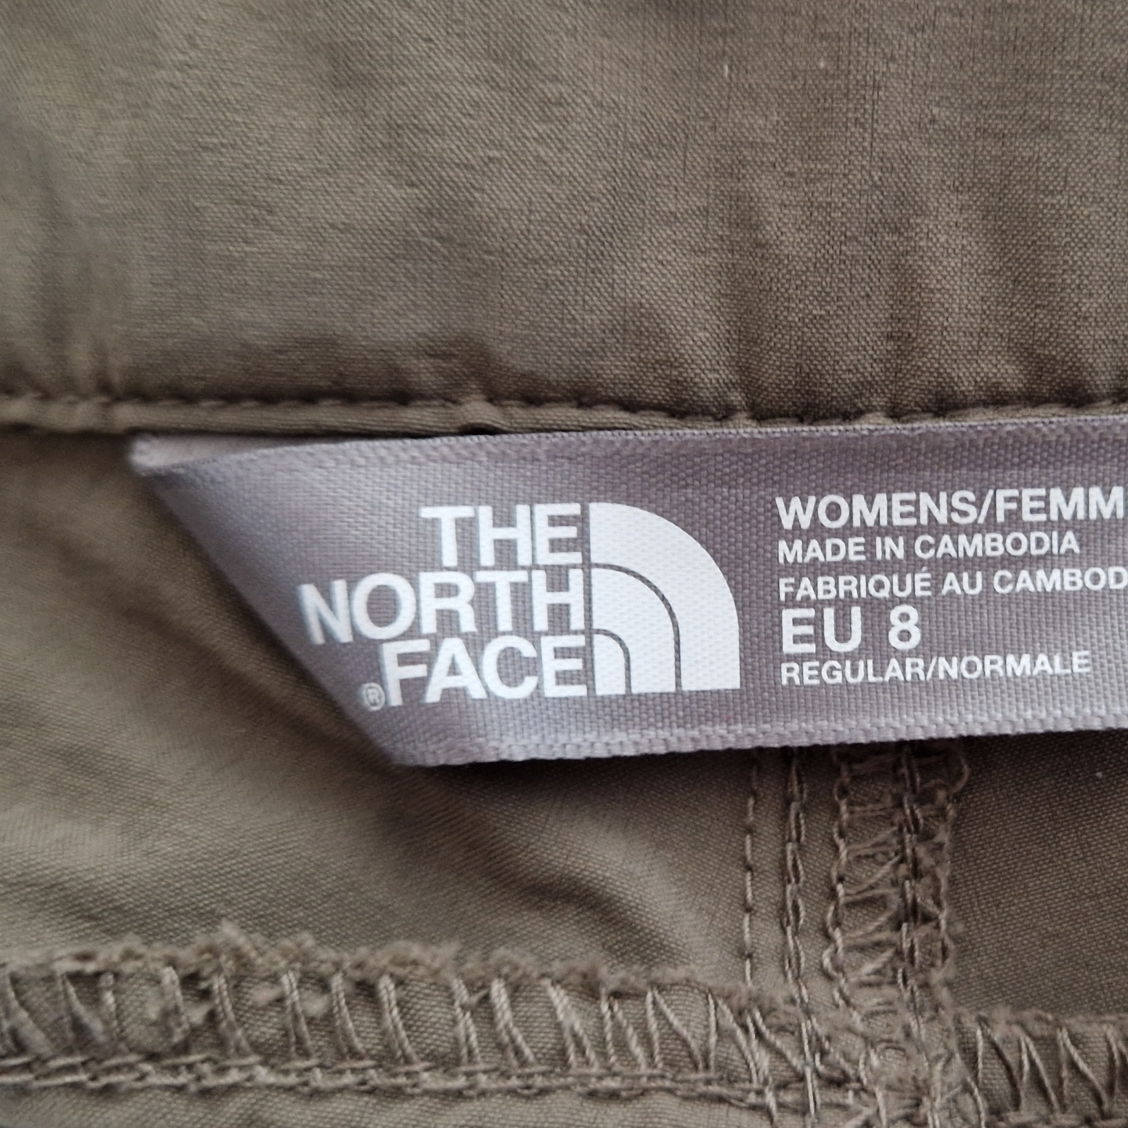 THE
NORTH
FACE
®
WOMENS/FEMM
MADE IN CAMBODIA
FABRIQUÉ AU CAMBOD
EU 8
REGULAR/NORMALE